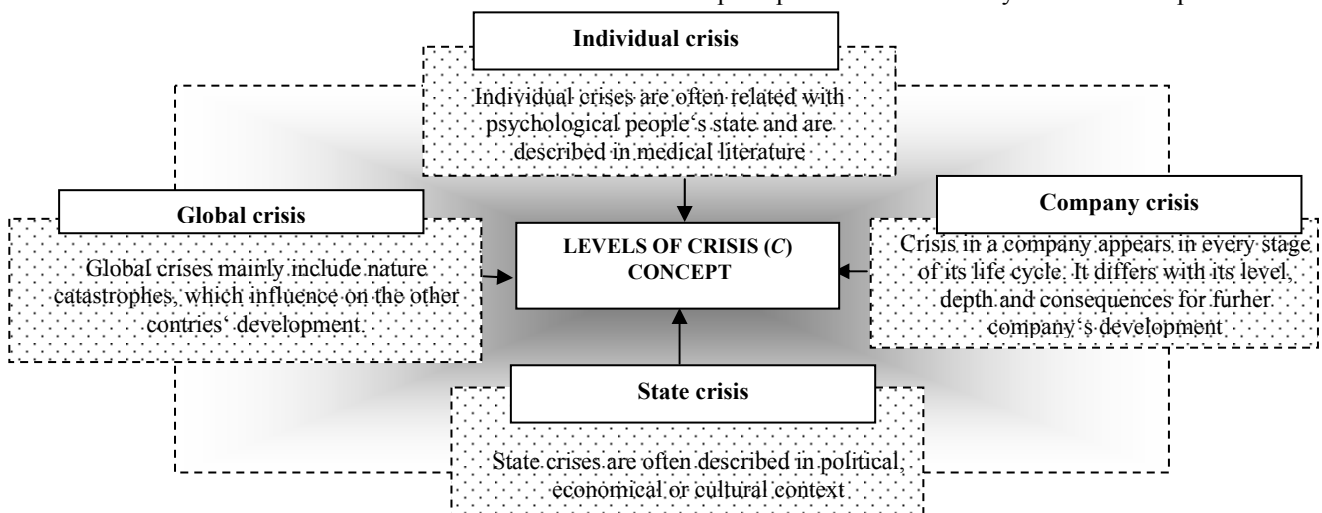 Individual crisis
Individual crises are often related with
psychological people‘s state and are
described in medical literature
Global crisis
Global crises mainly include nature
catastrophes, which influence on the other
contries‘ development.
LEVELS OF CRISIS (C)
CONCEPT
Company crisis
Crisis in a company appears in every stage
of its life cycle. It differs with its level,
depth and consequences for furher
company‘s development
State crisis
State crises are often described in political,
economical or cultural context